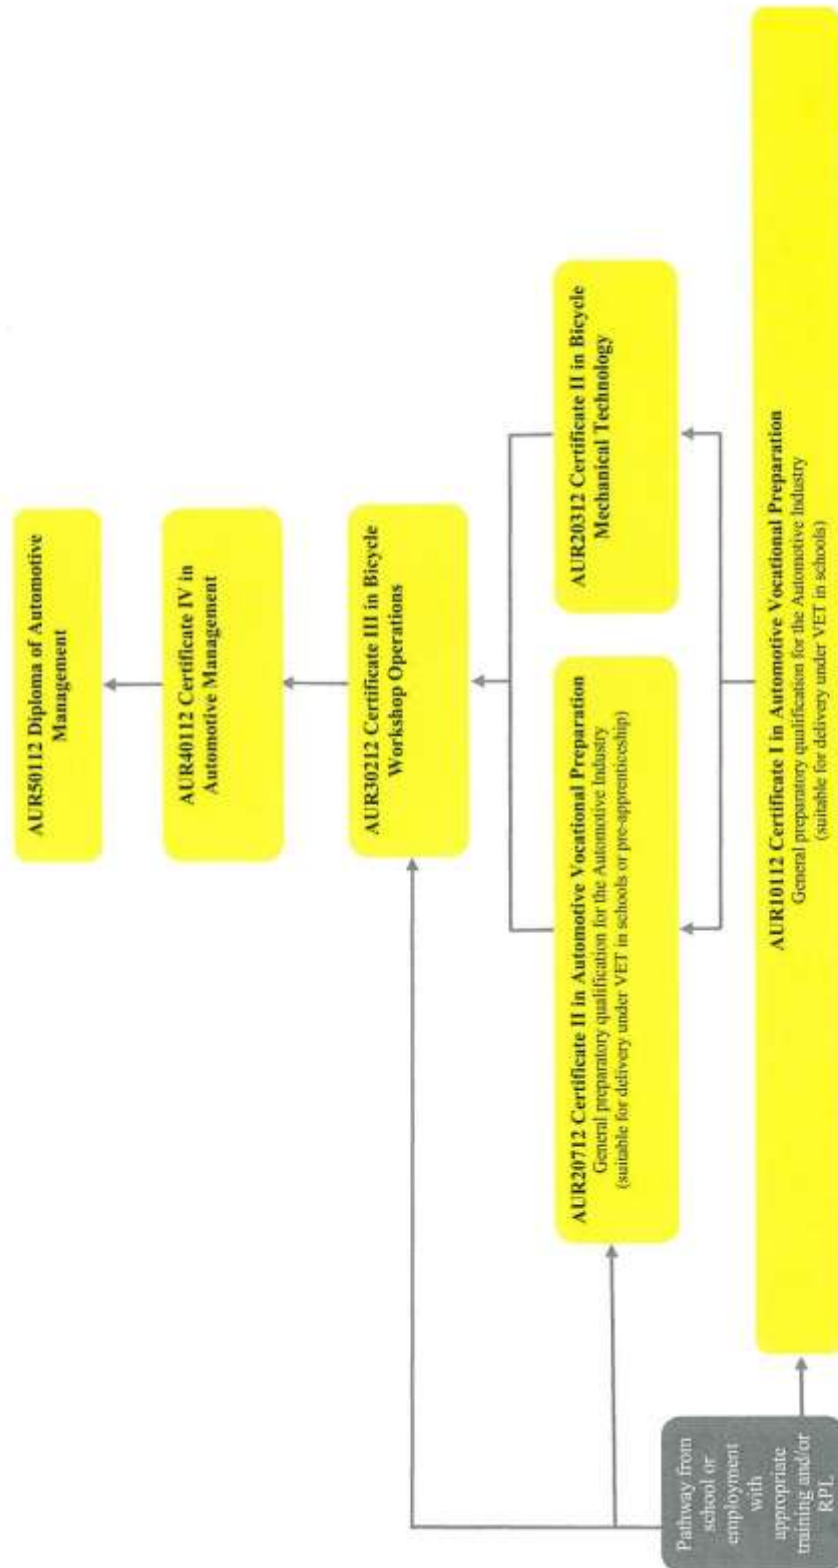 AUR50112 Diploma of Automotive
Management
AUR40112 Certificate IV in
Automotive Management
AUR30212 Certificate III in Bicycle
Workshop Operations
AUR20712 Certificate II in Automotive Vocational Preparation
General preparatory qualification for the Automotive Industry
(suitable for delivery under VET in schools or pre-apprenticeship)
AUR20312 Certificate II in Bicycle
Mechanical Technology
Pathway from
school or
employment
with
appropriate
training and/or
RPL
AUR10112 Certificate I in Automotive Vocational Preparation
General preparatory qualification for the Automotive Industry
(suitable for delivery under VET in schools)